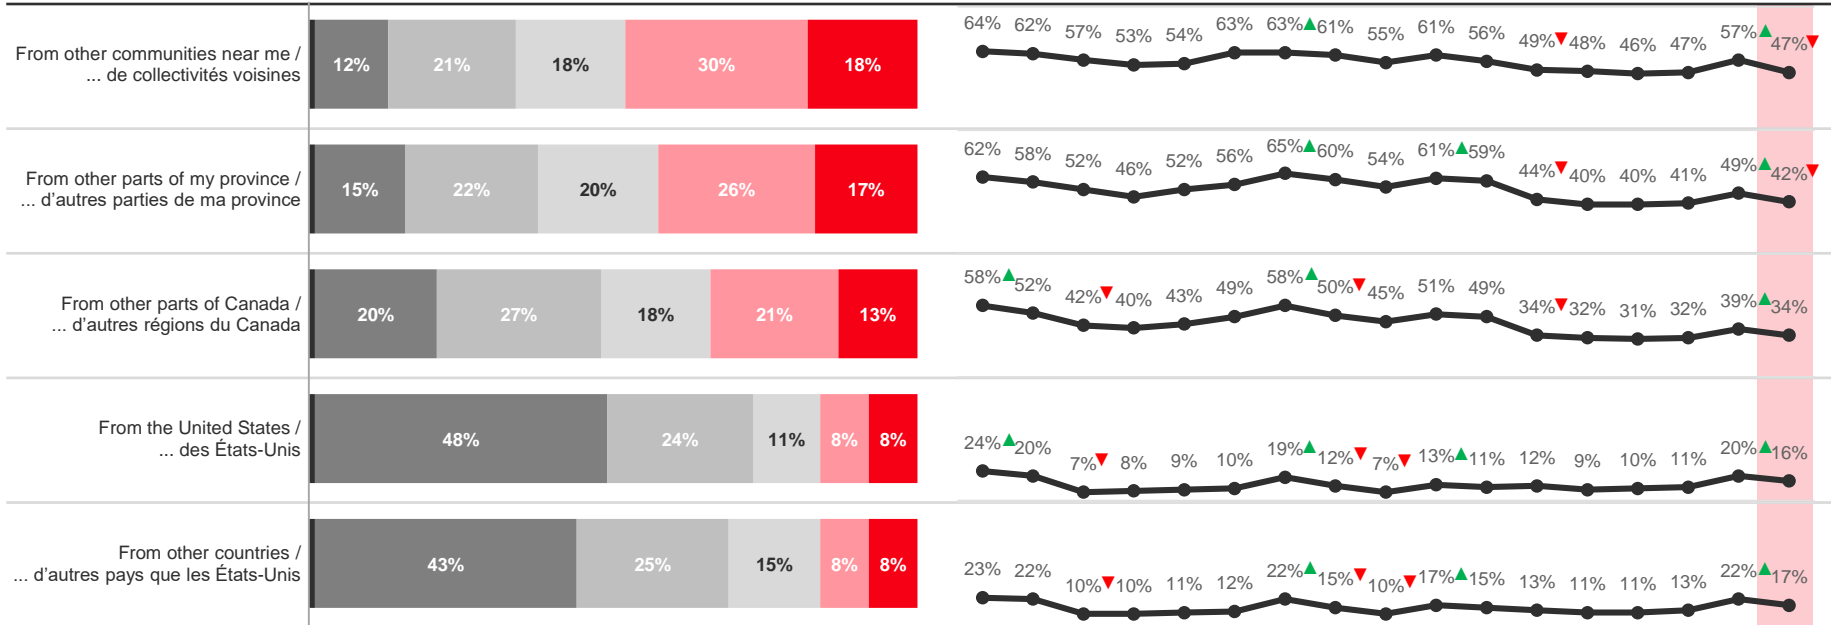 From other communities near me /
... de collectivités voisines
12% 21% 18% 30% 18%
64% 62% 57% 53% 54% 63% 63%▲61% 55% 61% 56% 49%▼48% 46% 47% 57%▲47%▼
From other parts of my province /
... d'autres parties de ma province
15% 22% 20% 26% 17%
62% 58% 52% 46% 52% 56% 65%▲60% 54% 61%▲59% 44%▼40% 40% 41% 49%▲42%▼
From other parts of Canada /
... d'autres régions du Canada
20% 27% 18% 21% 13%
58%▲52% 42%▼40% 43% 49% 58%▲50%▼45% 51% 49% 34%▼32% 31% 32% 39%▲34%
From the United States /
... des États-Unis
48% 24% 11% 8% 8%
24%▲20% 7%▼ 8% 9% 10% 19%▲12%▼7%▼13%▲11% 12% 9% 10% 11% 20%▲16%
From other countries /
... d'autres pays que les États-Unis
43% 25% 15% 8% 8%
23% 22% 10%▼10% 11% 12% 22%▲15%▼10%▼17%▲15% 13% 11% 11% 13% 22%▲17%